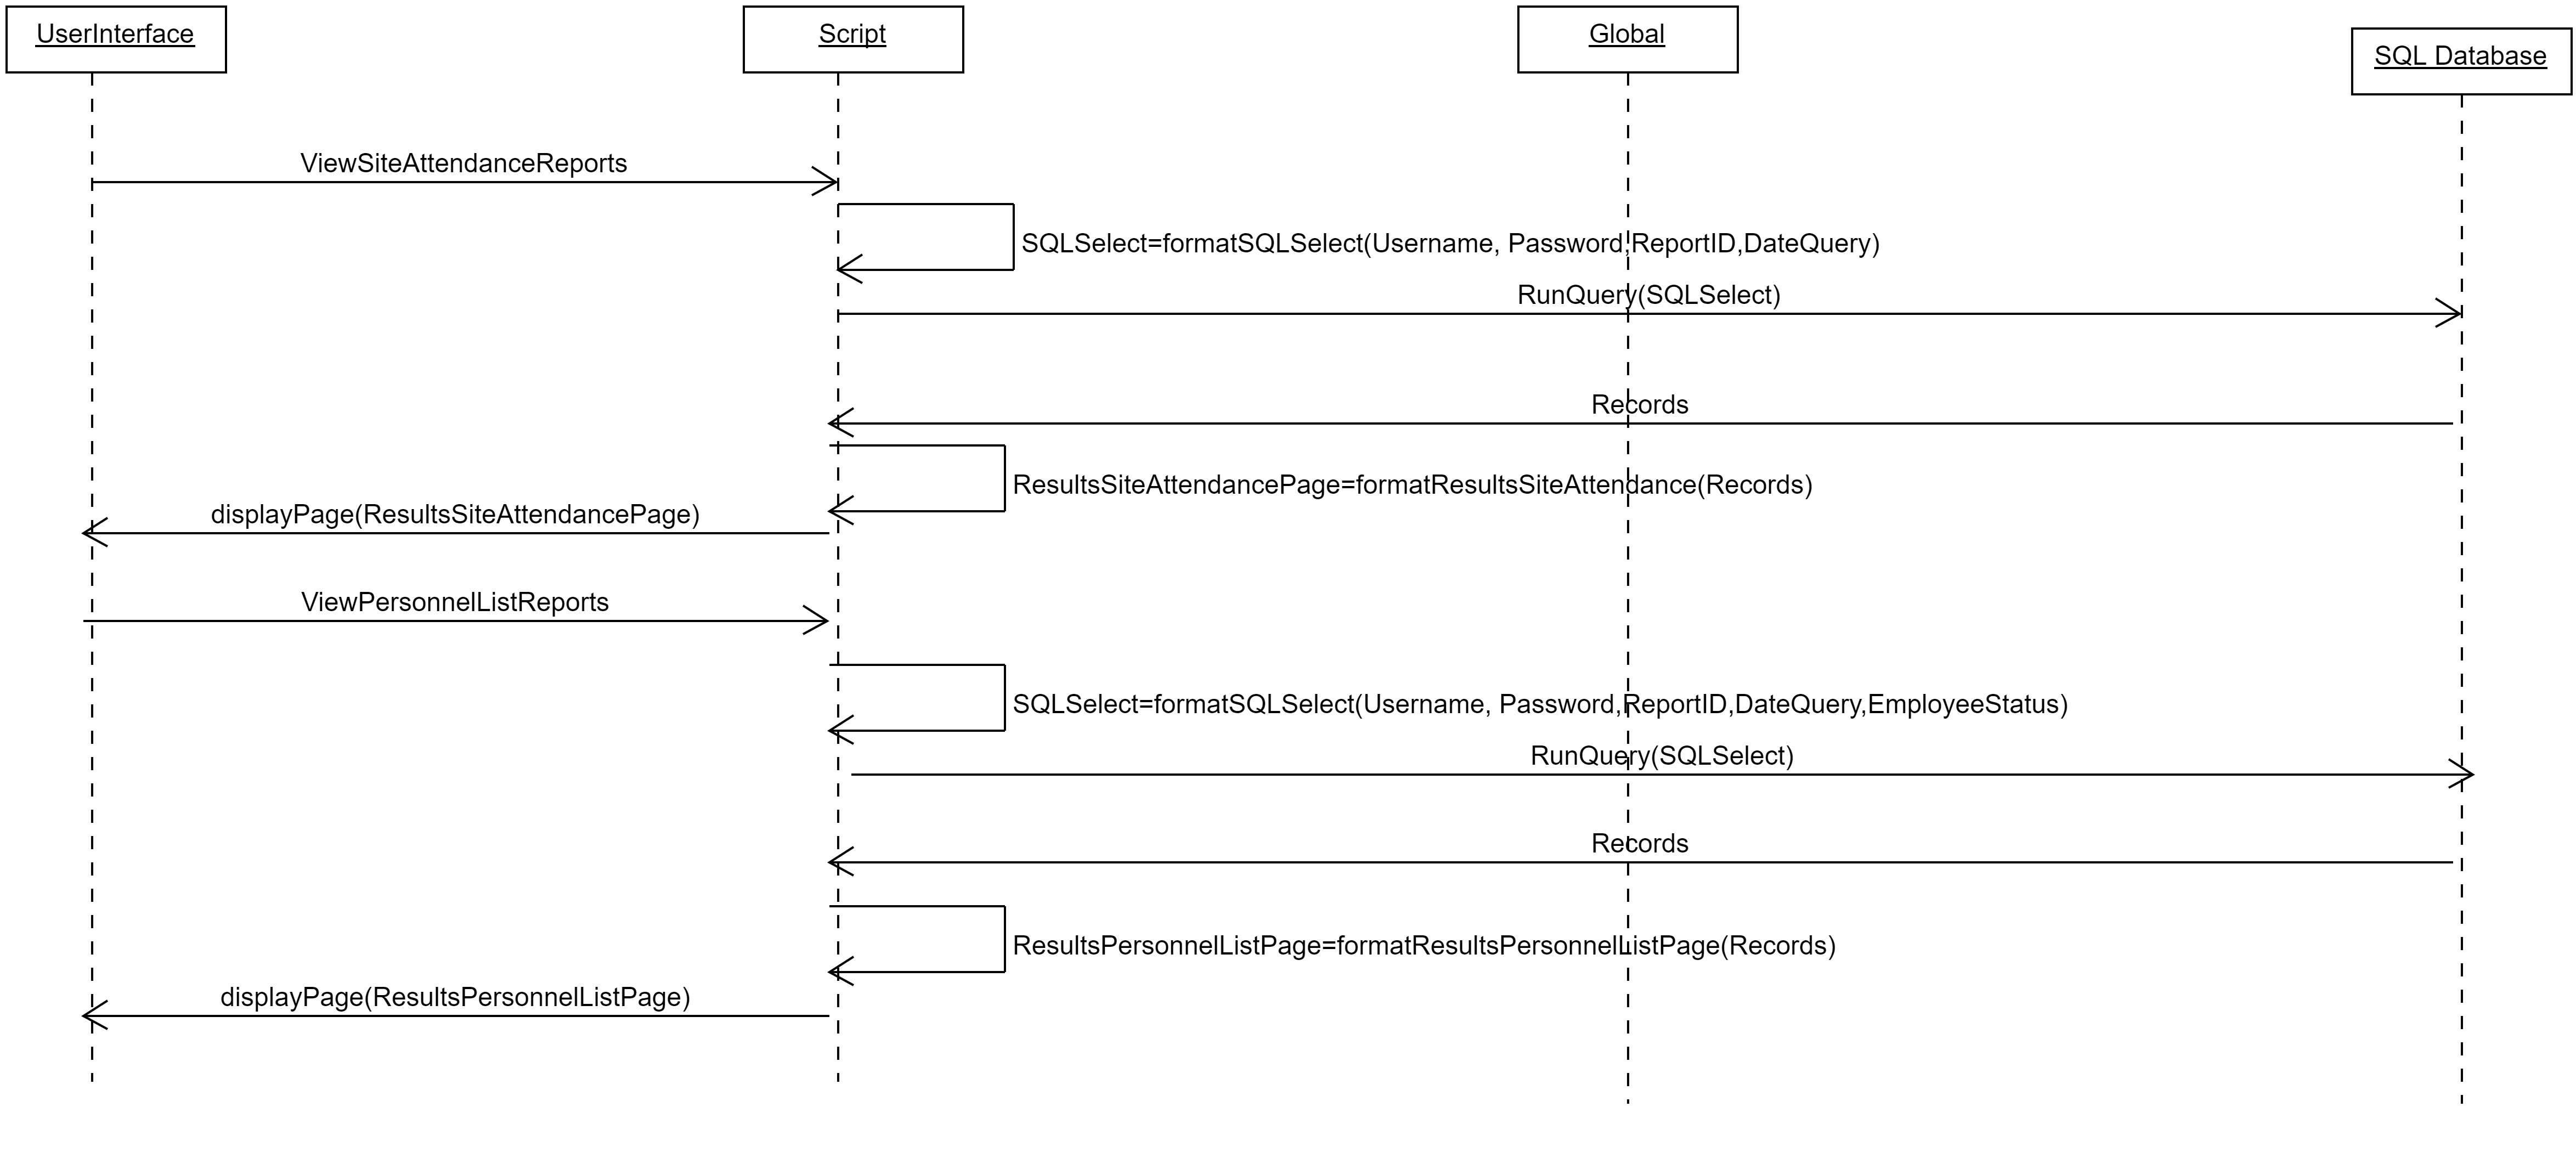 UserInterface
Script
Global
SQL Database
ViewSiteAttendanceReports
SQLSelect=formatSQLSelect(Username, Password,ReportID,DateQuery)
RunQuery(SQLSelect)
Records
ResultsSiteAttendancePage=formatResultsSiteAttendance(Records)
displayPage(ResultsSiteAttendancePage)
ViewPersonnelListReports
SQLSelect=formatSQLSelect(Username, Password,ReportID,DateQuery,EmployeeStatus)
RunQuery(SQLSelect)
Records
ResultsPersonnelListPage=formatResultsPersonnelListPage(Records)
displayPage(ResultsPersonnelListPage)